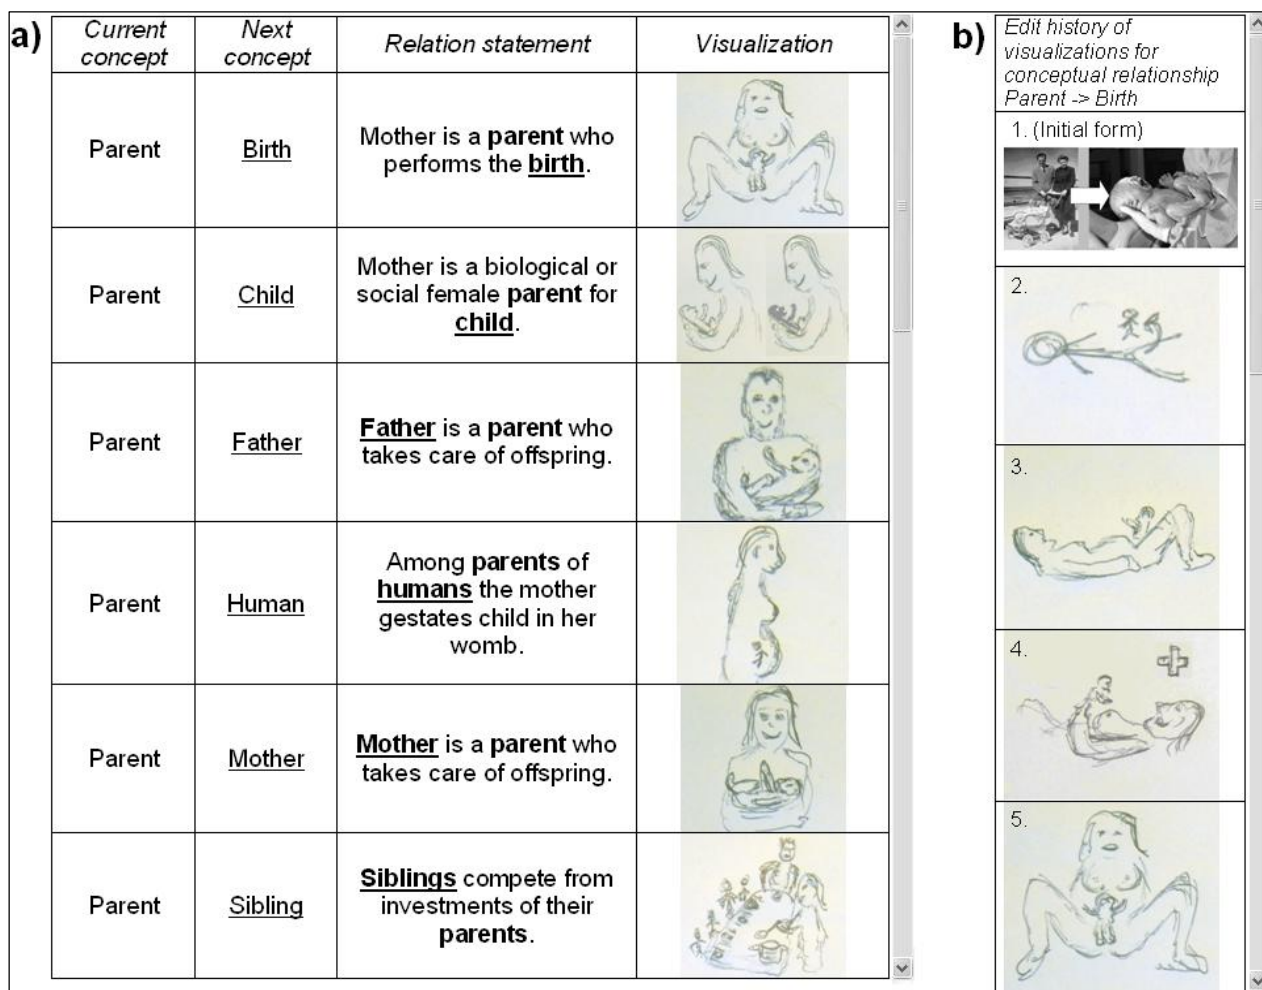 a)
Current concept
Next concept
Relation statement
Visualization
Parent
Birth
Mother is a parent who
performs the birth.
Parent
Child
Mother is a biological or
social female parent for
child.
Parent
Father
Father is a parent who
takes care of offspring.
Parent
Human
Among parents of
humans the mother
gestates child in her
womb.
Parent
Mother
Mother is a parent who
takes care of offspring.
Parent
Sibling
Siblings compete from
investments of their
parents.
b)
Edit history of
visualizations for
conceptual relationship
Parent -> Birth
1. (Initial form)
2.
3.
4.
5.